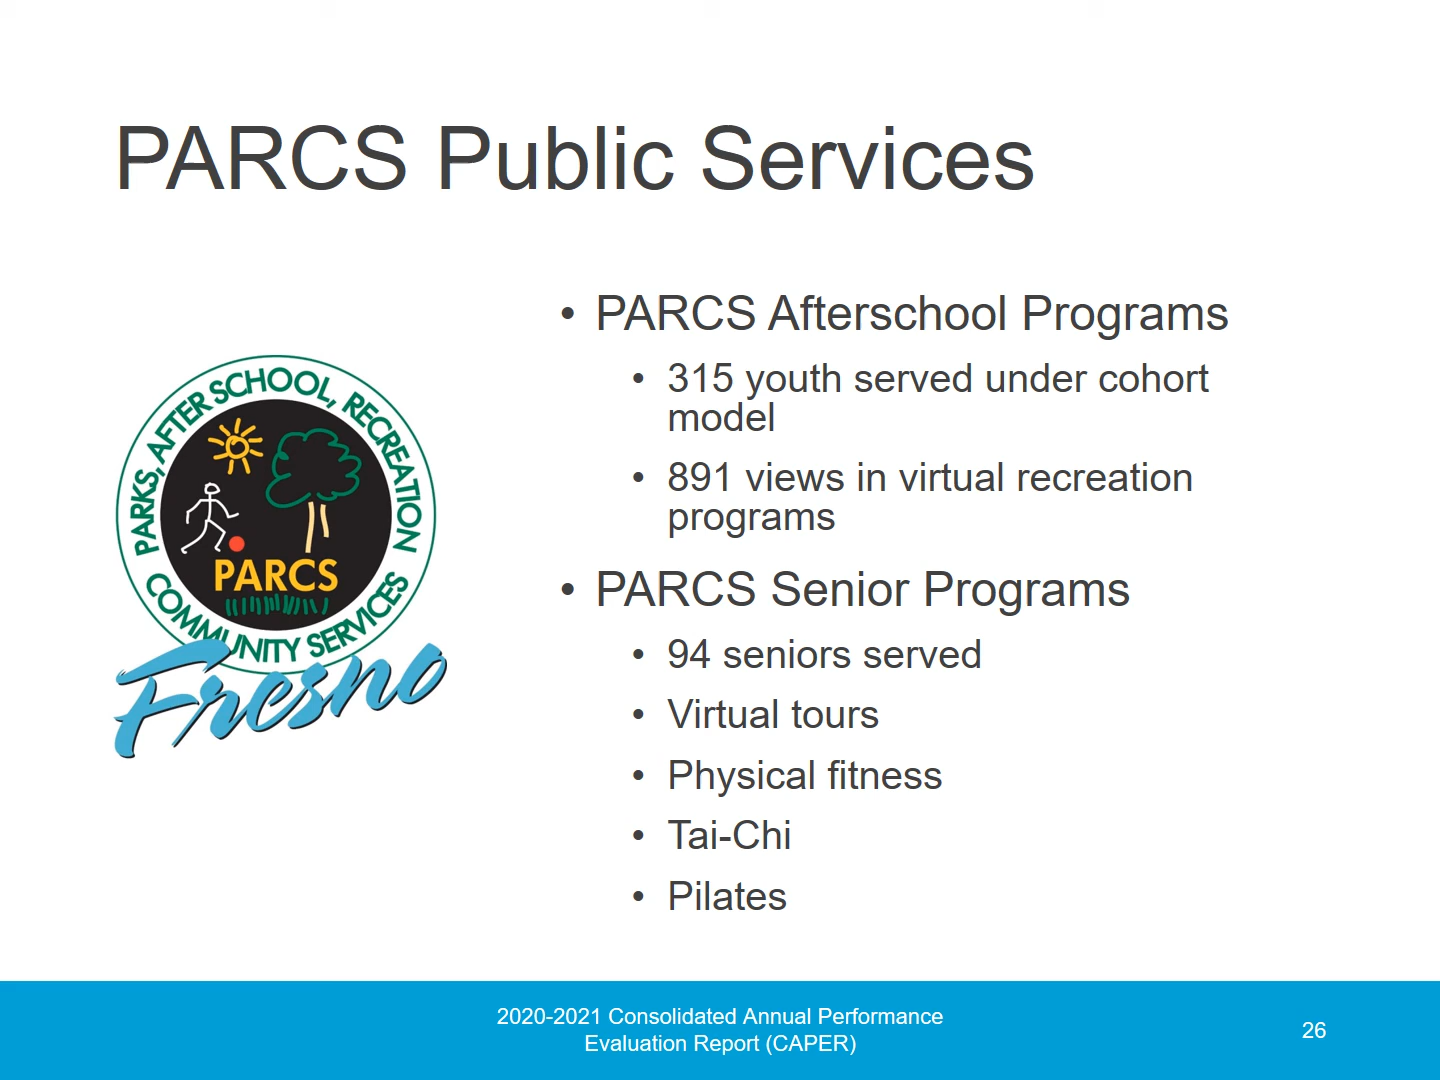 PARCS Public Services
PARKS, AFTER SCHOOL, RECREATION
COMMUNITY SERVICES
PARCS
Fresno
• PARCS Afterschool Programs
• 315 youth served under cohort
model
• 891 views in virtual recreation
programs
• PARCS Senior Programs
• 94 seniors served
• Virtual tours
• Physical fitness
• Tai-Chi
• Pilates
2020-2021 Consolidated Annual Performance
Evaluation Report (CAPER)
26